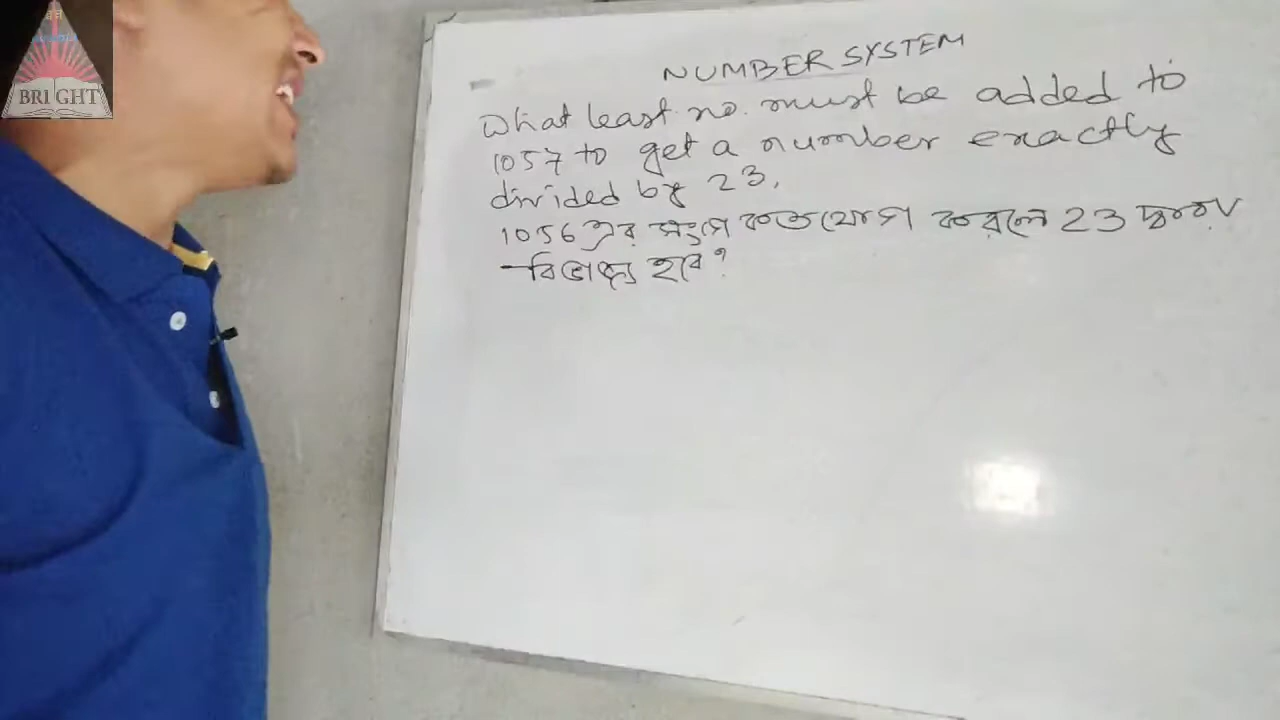 BRIGHT
NUMBER SYSTEM
What least no. must be added to
1057 to get a number exactly
divided by 23.
1056 এর সংগে কত যোগ করলে 23 দ্বারা
বিভাজ্য হবে?